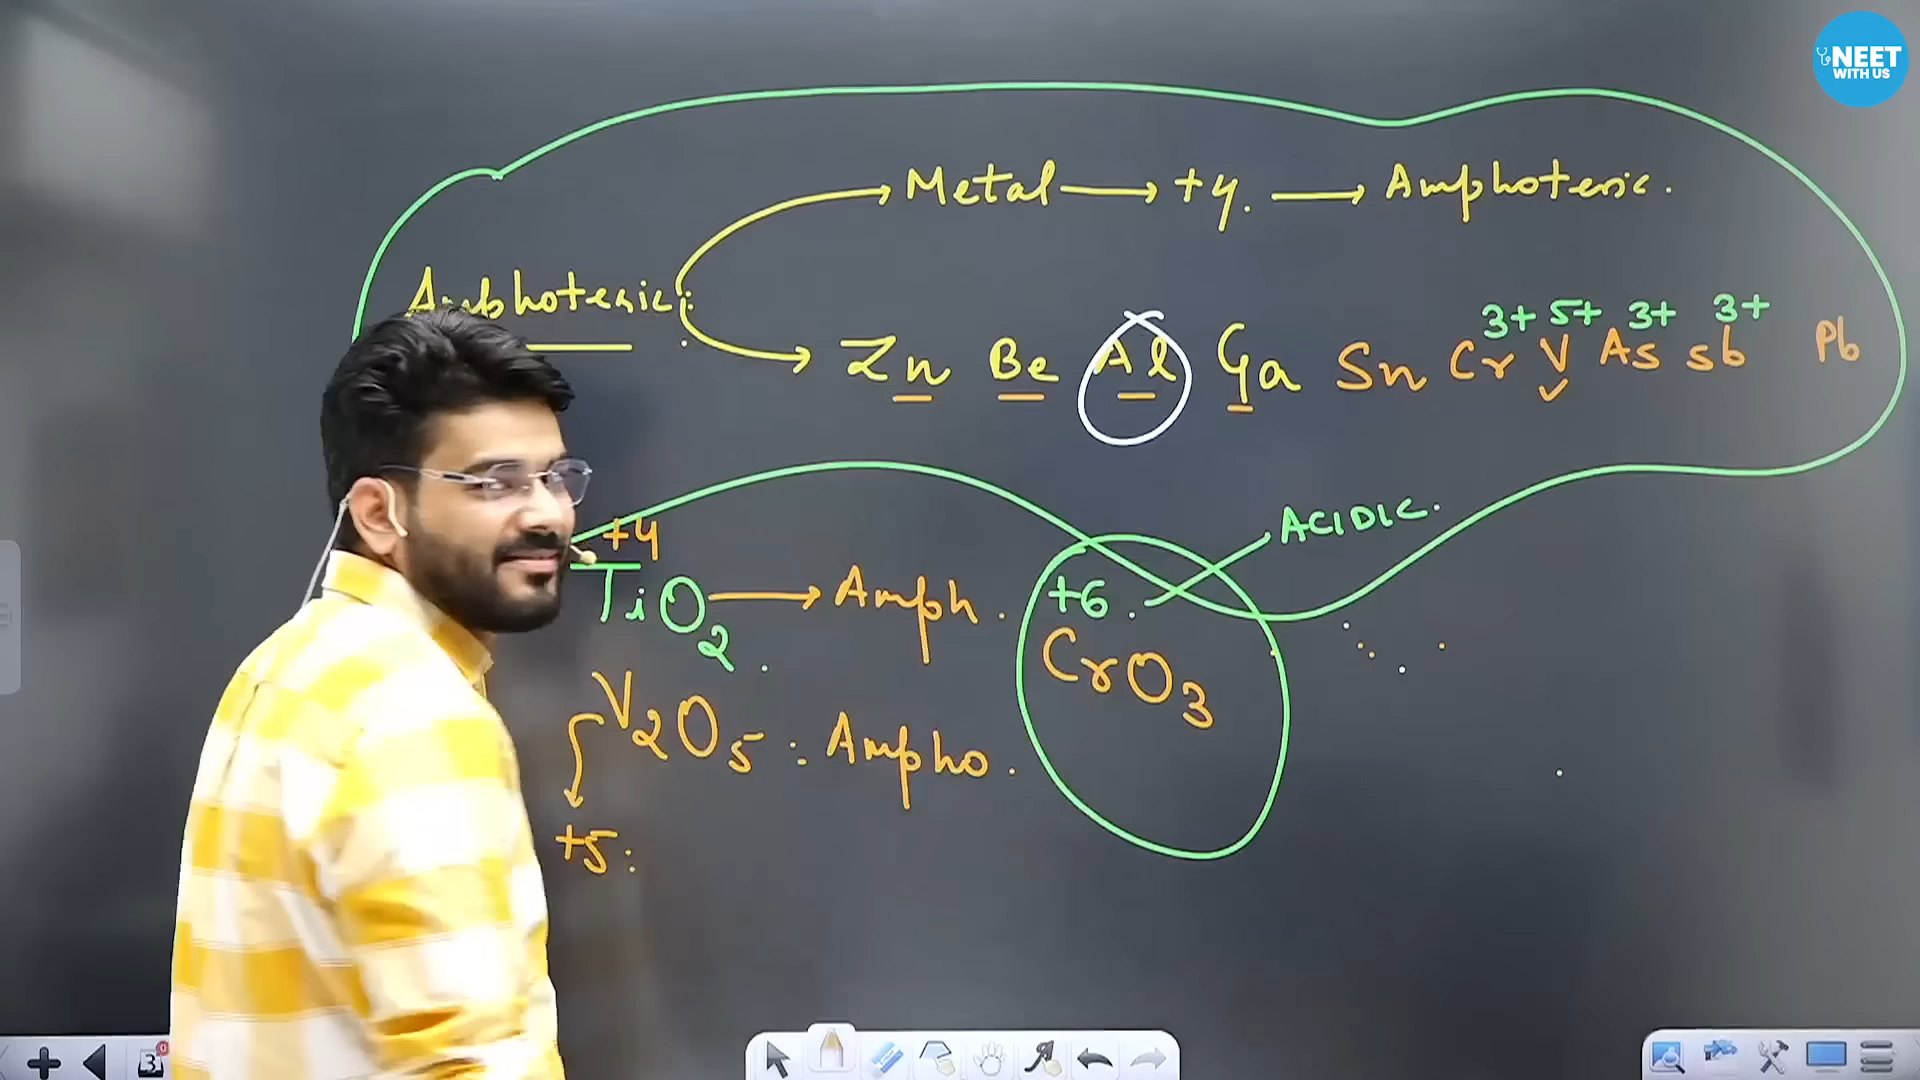 NEET
WITH US
Metal → +4. → Amphoteric.
Amphoteric:
3+ 5+ 3+ 3+
Zn Be Al Ga Sn Cr V As Sb Pb
ACIDIC.
+4
TiO2 → Amph.
+6.
CrO3
V2O5 : Ampho.
+5:
3